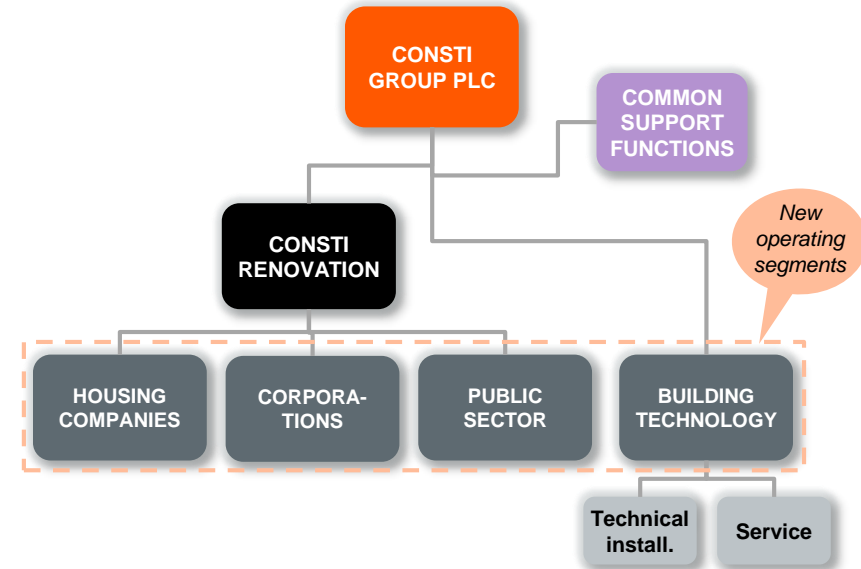 CONSTI
GROUP PLC
COMMON
SUPPORT
FUNCTIONS
New
operating
segments
CONSTI
RENOVATION
HOUSING
COMPANIES
CORPORA-
TIONS
PUBLIC
SECTOR
BUILDING
TECHNOLOGY
Technical
install.
Service